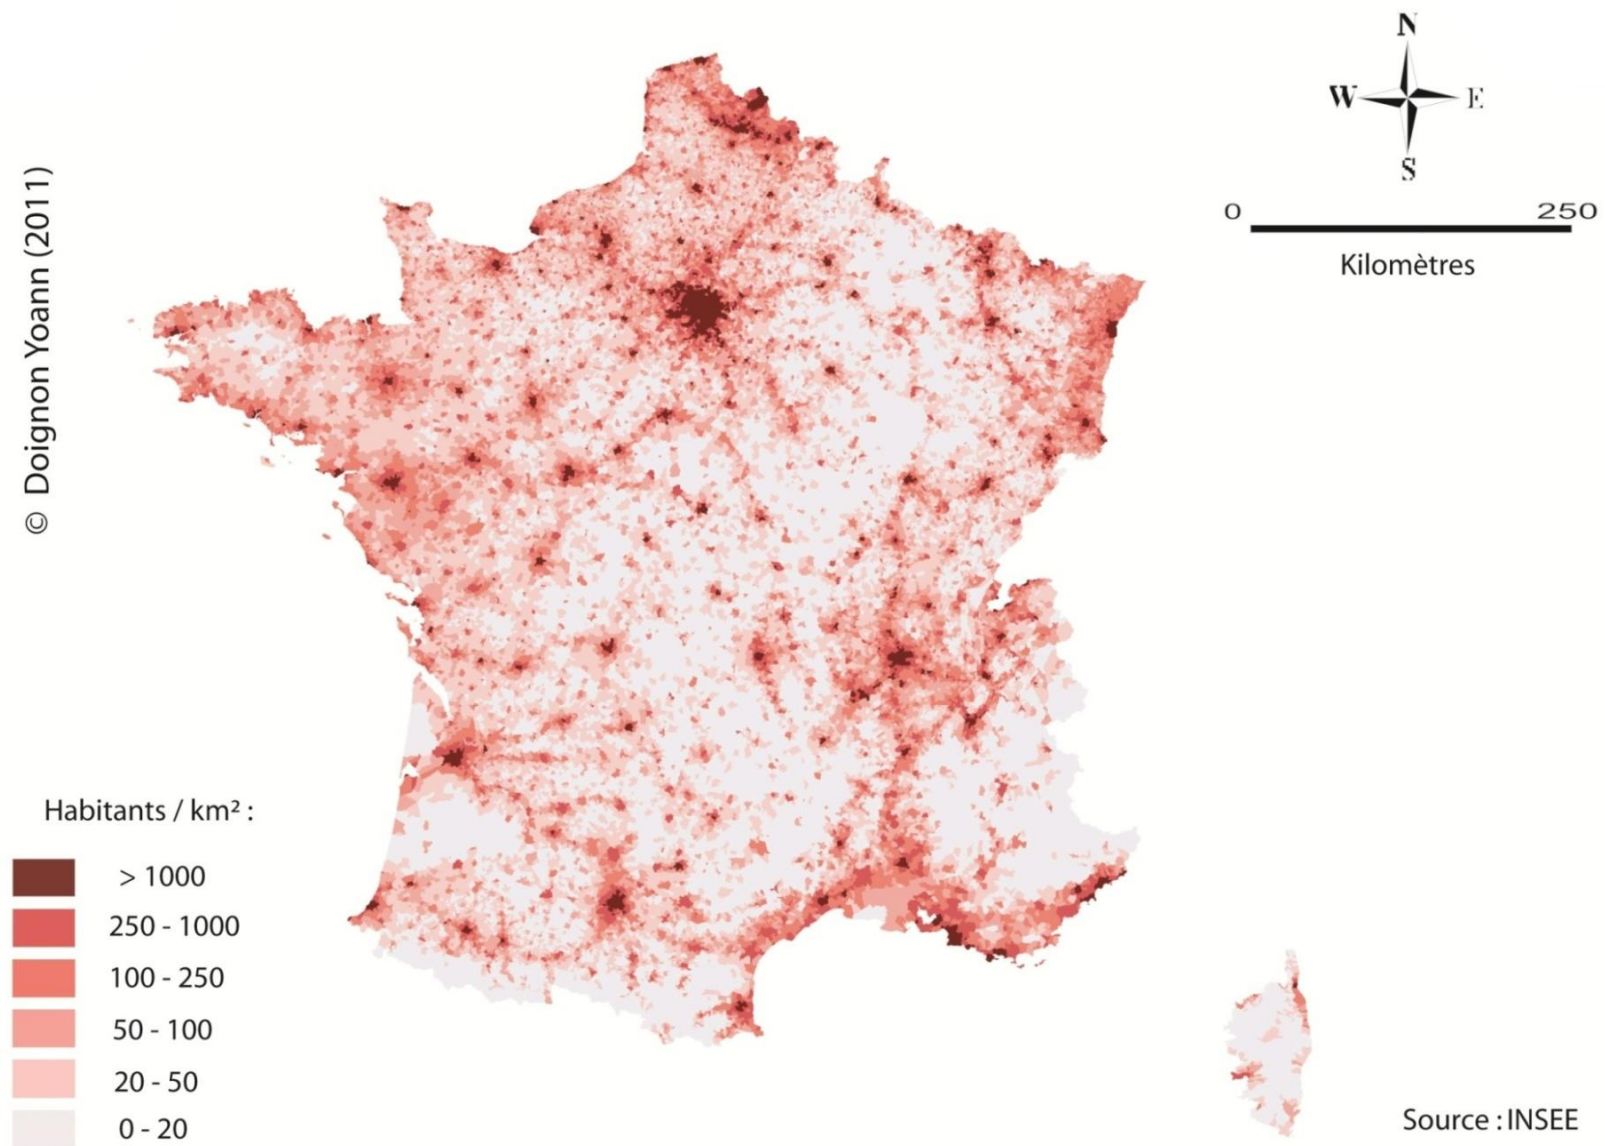 N
W E
S
0 250
Kilomètres
© Doignon Yoann (2011)
Habitants / km² :
> 1000
250 - 1000
100 - 250
50 - 100
20 - 50
0 - 20
Source : INSEE